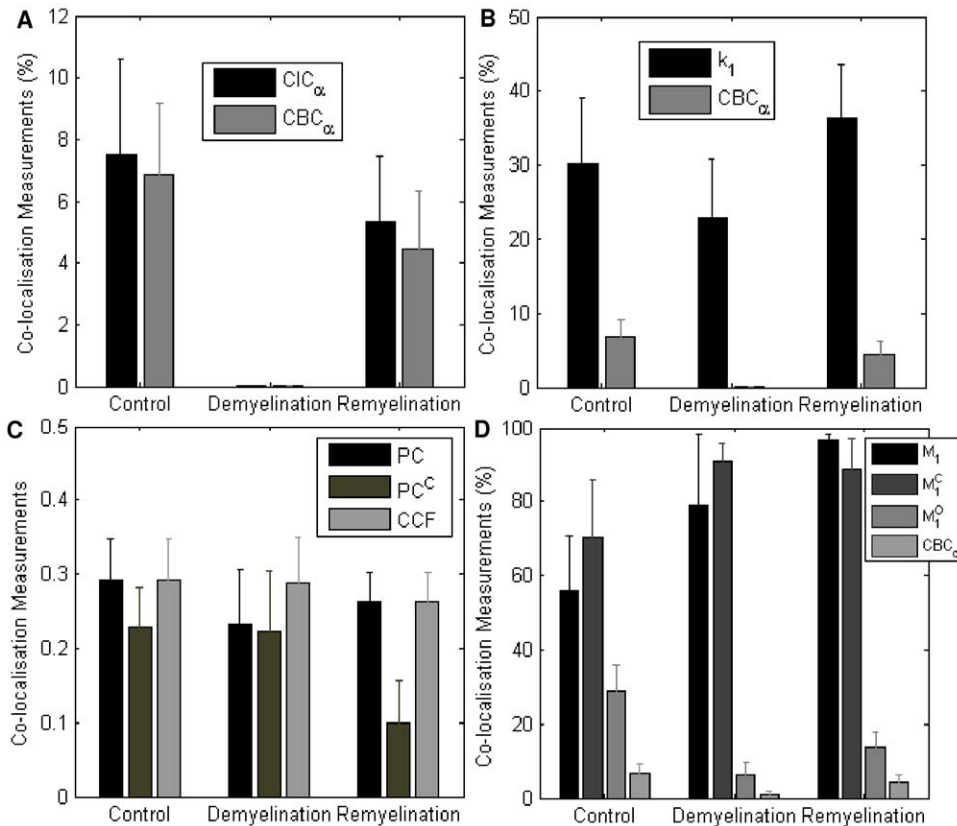 A
Co-localisation Measurements (%)
12
10
8
6
4
2
0
CIC_α
CBC_α
Control Demyelination Remyelination
B
Co-localisation Measurements (%)
50
40
30
20
10
0
k_1
CBC_α
Control Demyelination Remyelination
C
Co-localisation Measurements
0.5
0.4
0.3
0.2
0.1
0
PC
PC^C
CCF
Control Demyelination Remyelination
D
Co-localisation Measurements (%)
100
80
60
40
20
0
M_1
M_1^C
M_1^O
CBC_α
Control Demyelination Remyelination